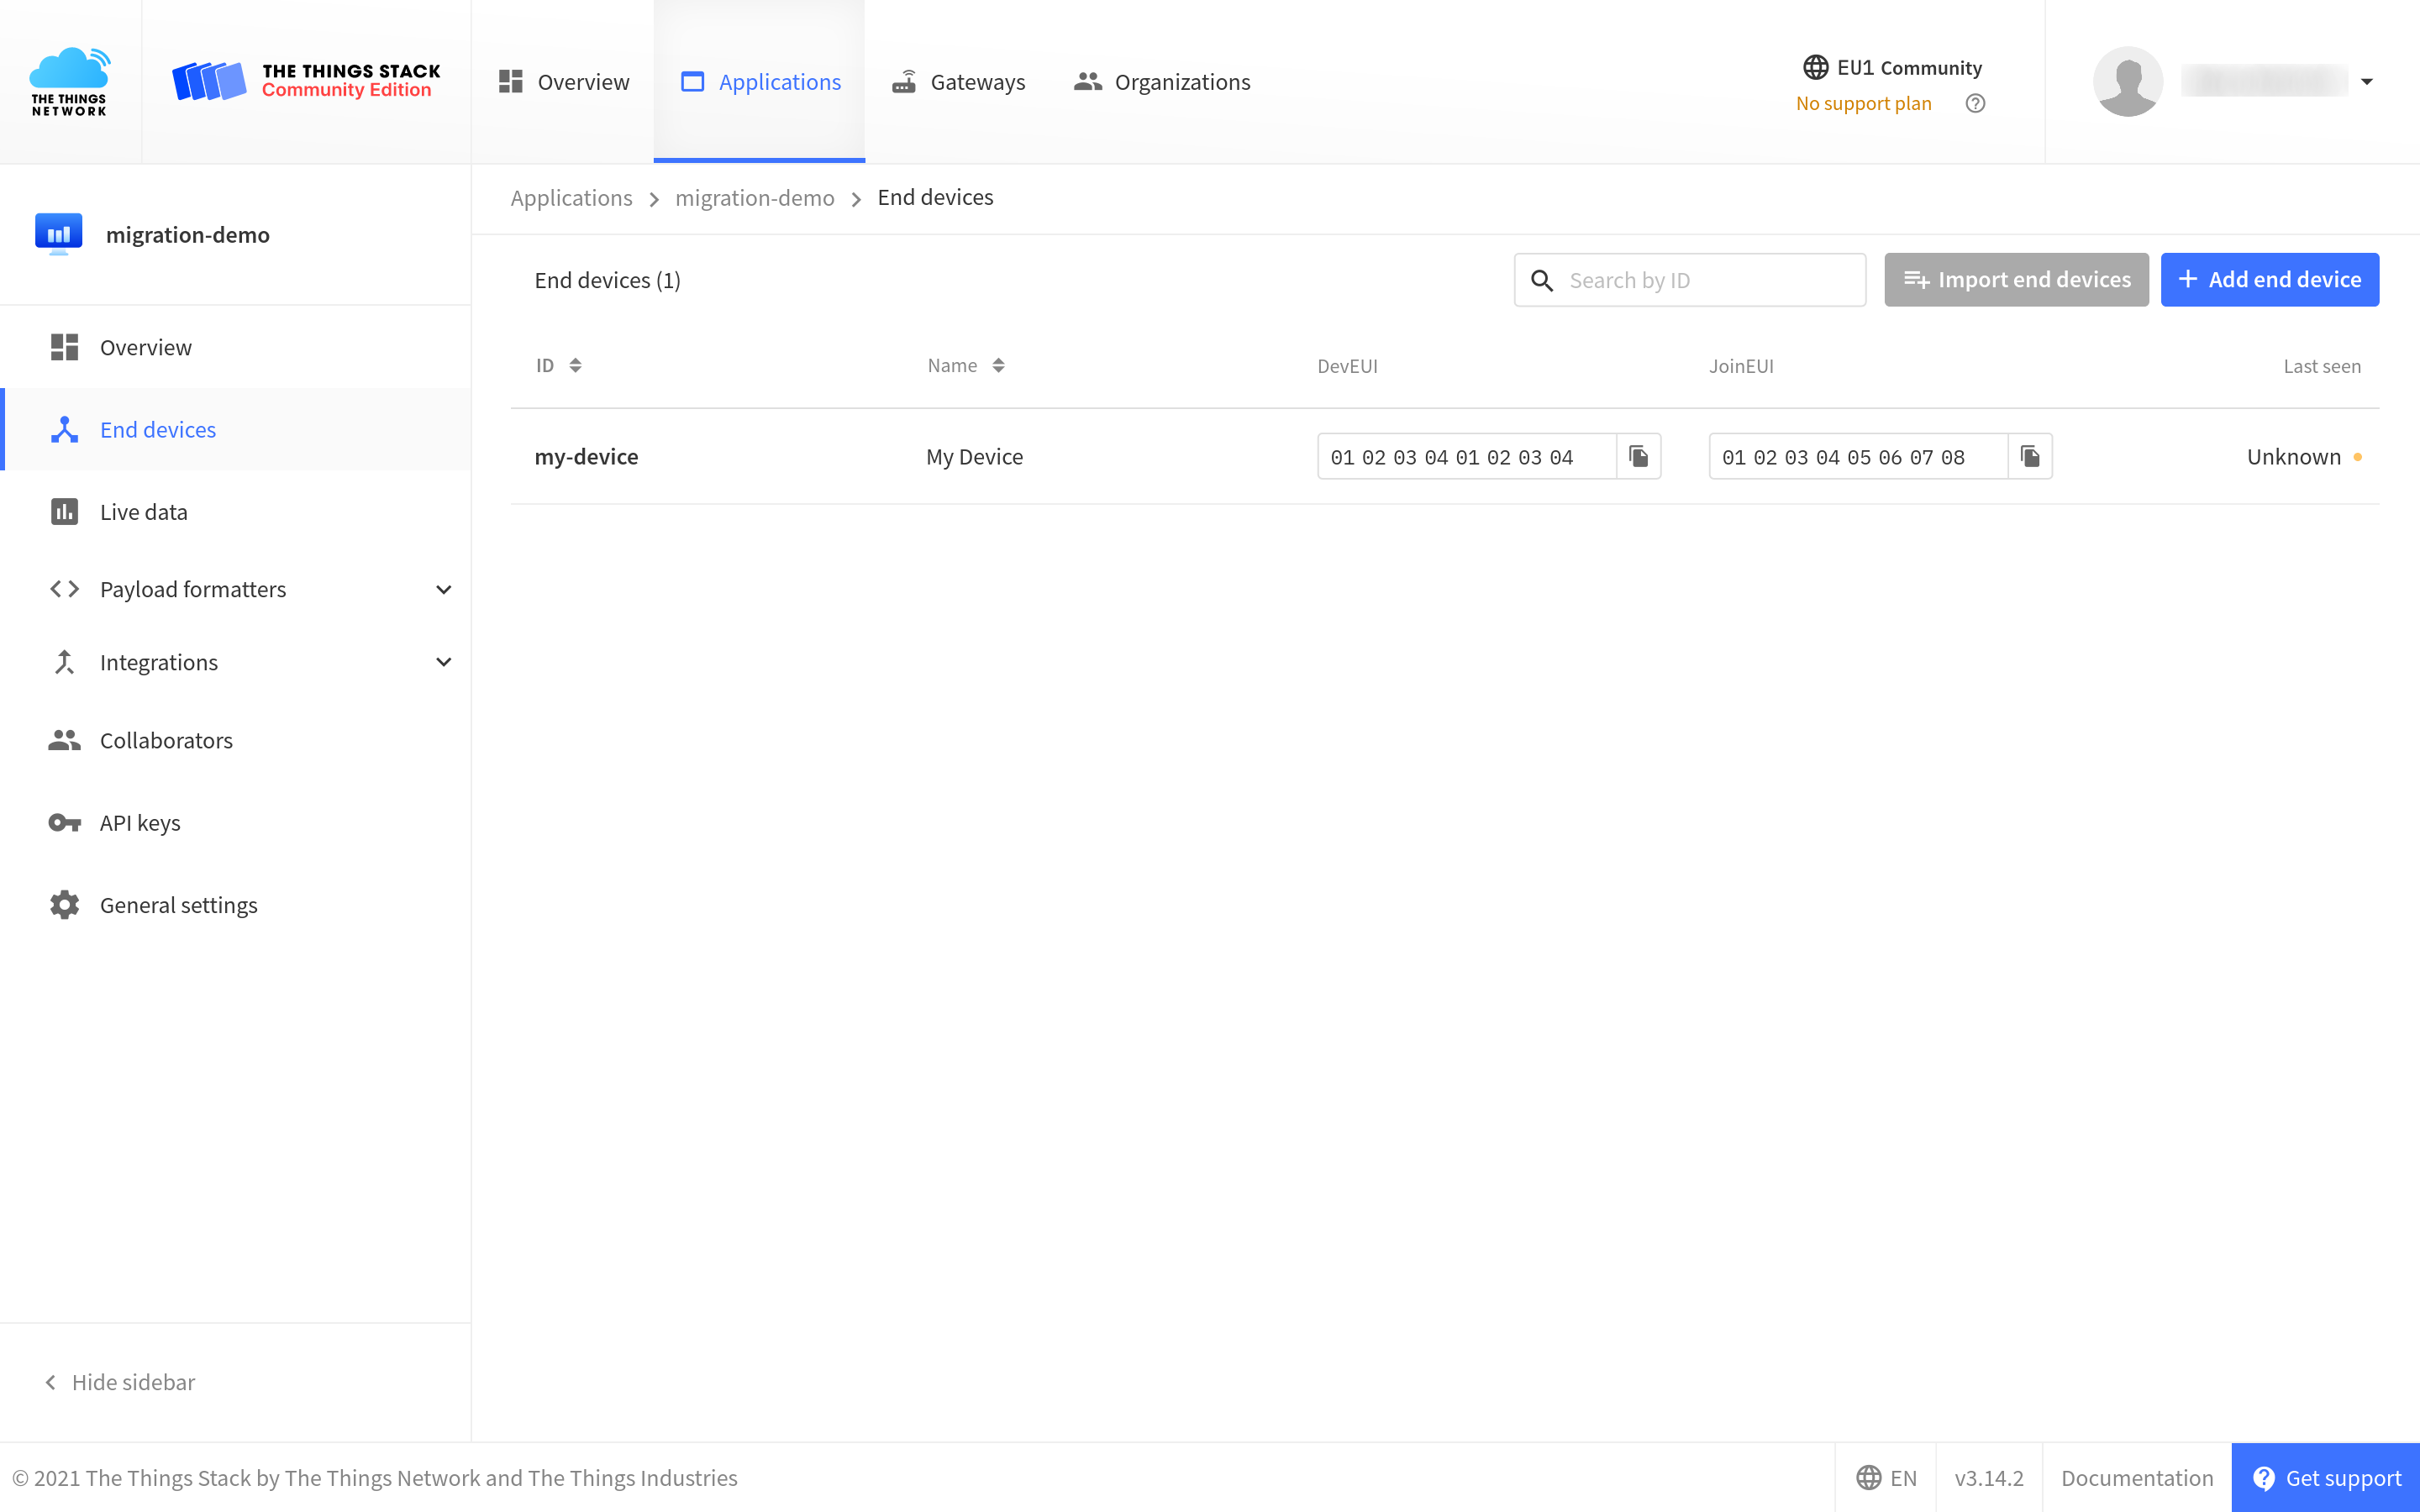 THE THINGS
NETWORK
THE THINGS STACK
Community Edition
Overview
Applications
Gateways
Organizations
EU1 Community
No support plan
migration-demo
Overview
End devices
Live data
Payload formatters
Integrations
Collaborators
API keys
General settings
Hide sidebar
Applications > migration-demo > End devices
End devices (1)
Search by ID
Import end devices
+ Add end device
ID Name DevEUI JoinEUI Last seen
my-device My Device 01 02 03 04 01 02 03 04 01 02 03 04 05 06 07 08 Unknown
© 2021 The Things Stack by The Things Network and The Things Industries
EN
v3.14.2
Documentation
Get support